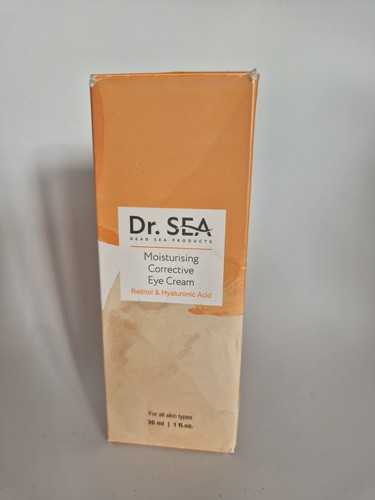 Dr. SEA
DEAD SEA PRODUCTS
Moisturising
Corrective
Eye Cream
Retinol & Hyaluronic Acid
For all skin types
30 ml | 1 fl.oz.